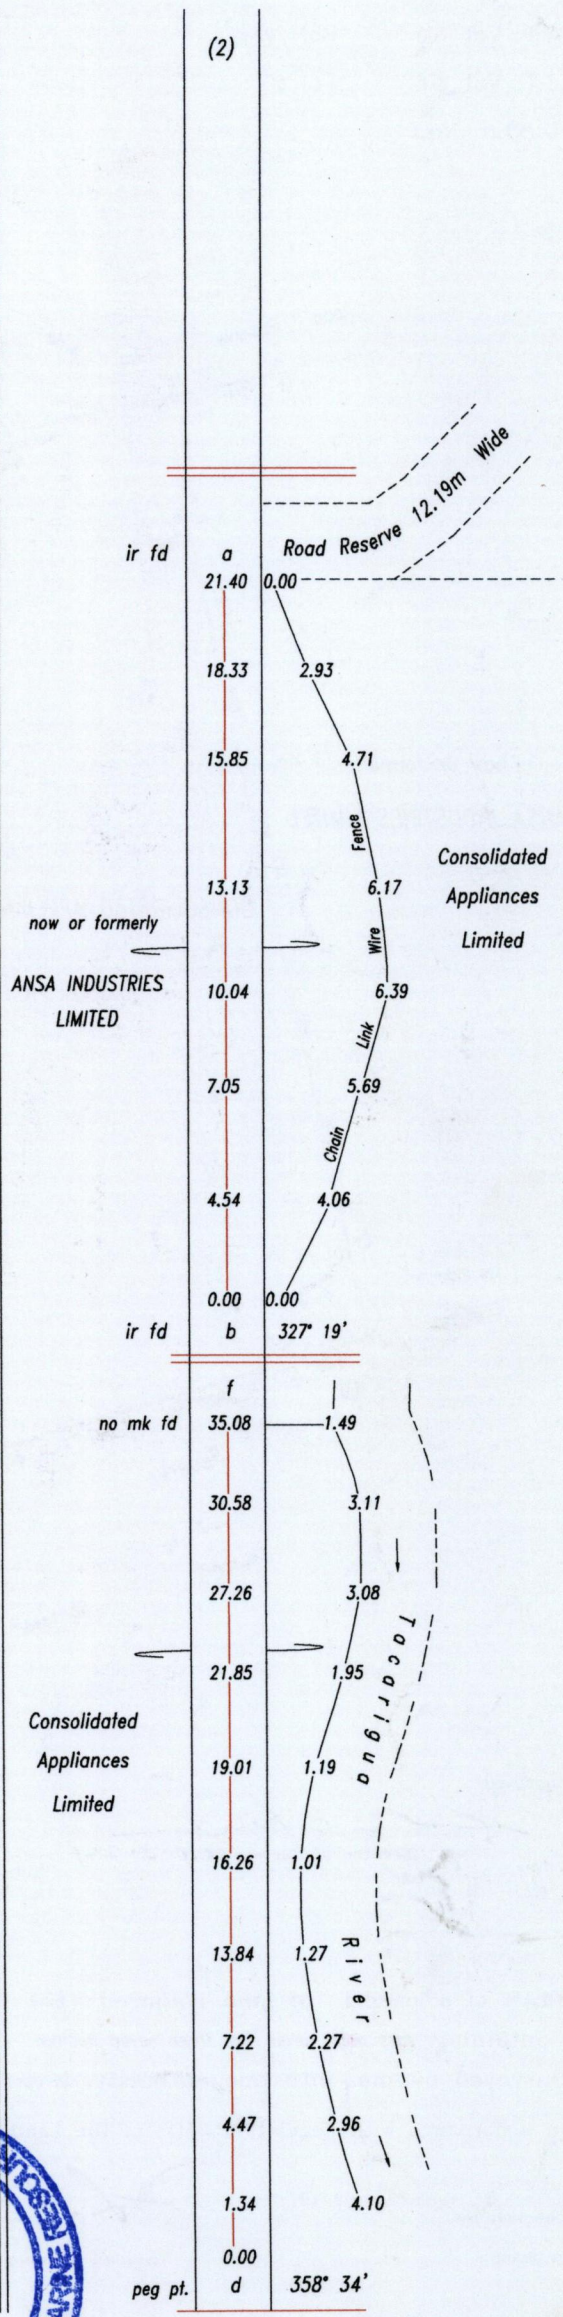 (2)
Road Reserve 12.19m Wide
ir fd a
21.40 0.00
18.33 2.93
15.85 4.71
Fence
13.13 6.17
Consolidated
Appliances
Limited
now or formerly
Wire
ANSA INDUSTRIES
LIMITED
10.04 6.39
Link
7.05 5.69
Chain
4.54 4.06
0.00 0.00
ir fd b 327° 19'
f
no mk fd 35.08 1.49
30.58 3.11
27.26 3.08
Tacarigua
21.85 1.95
Consolidated
Appliances
Limited
19.01 1.19
16.26 1.01
13.84 1.27
River
7.22 2.27
4.47 2.96
1.34 4.10
0.00
peg pt. d 358° 34'